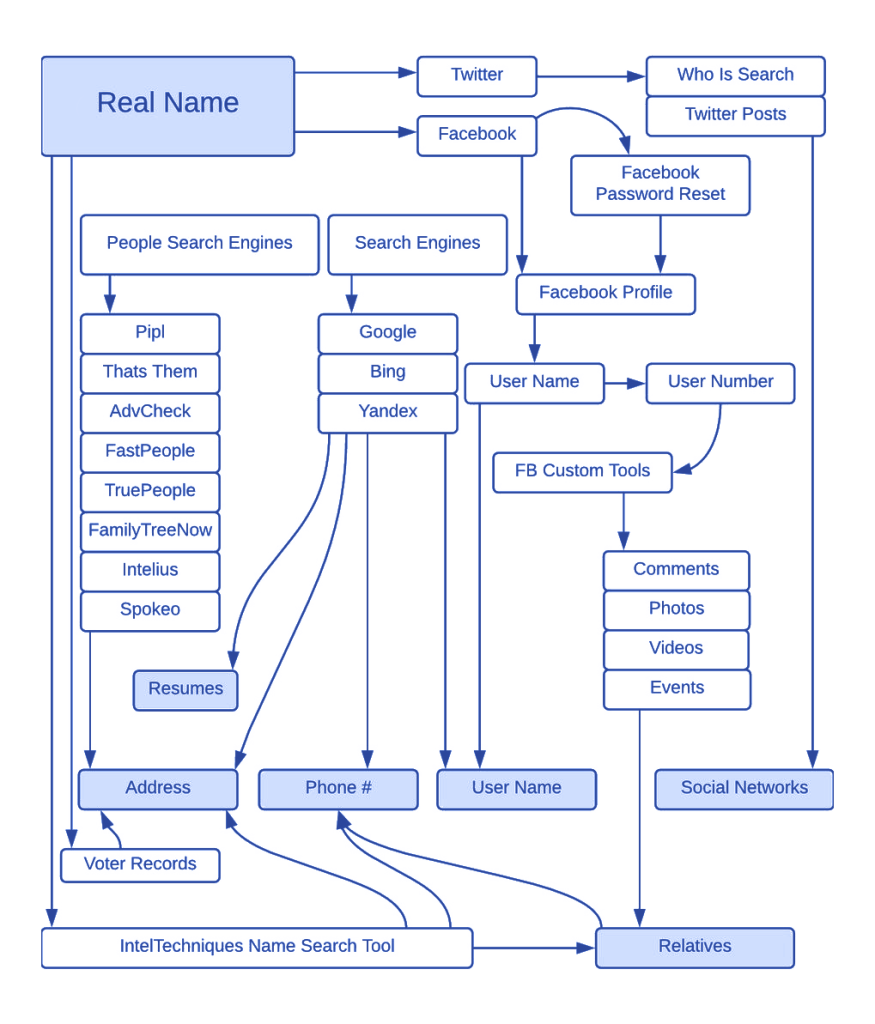 Real Name
Twitter
Who Is Search
Twitter Posts
Facebook
Facebook
Password Reset
People Search Engines
Search Engines
Facebook Profile
Pipl
Thats Them
AdvCheck
FastPeople
TruePeople
FamilyTreeNow
Intelius
Spokeo
Google
Bing
Yandex
User Name
User Number
FB Custom Tools
Comments
Photos
Videos
Events
Resumes
Address
Phone #
User Name
Social Networks
Voter Records
IntelTechniques Name Search Tool
Relatives